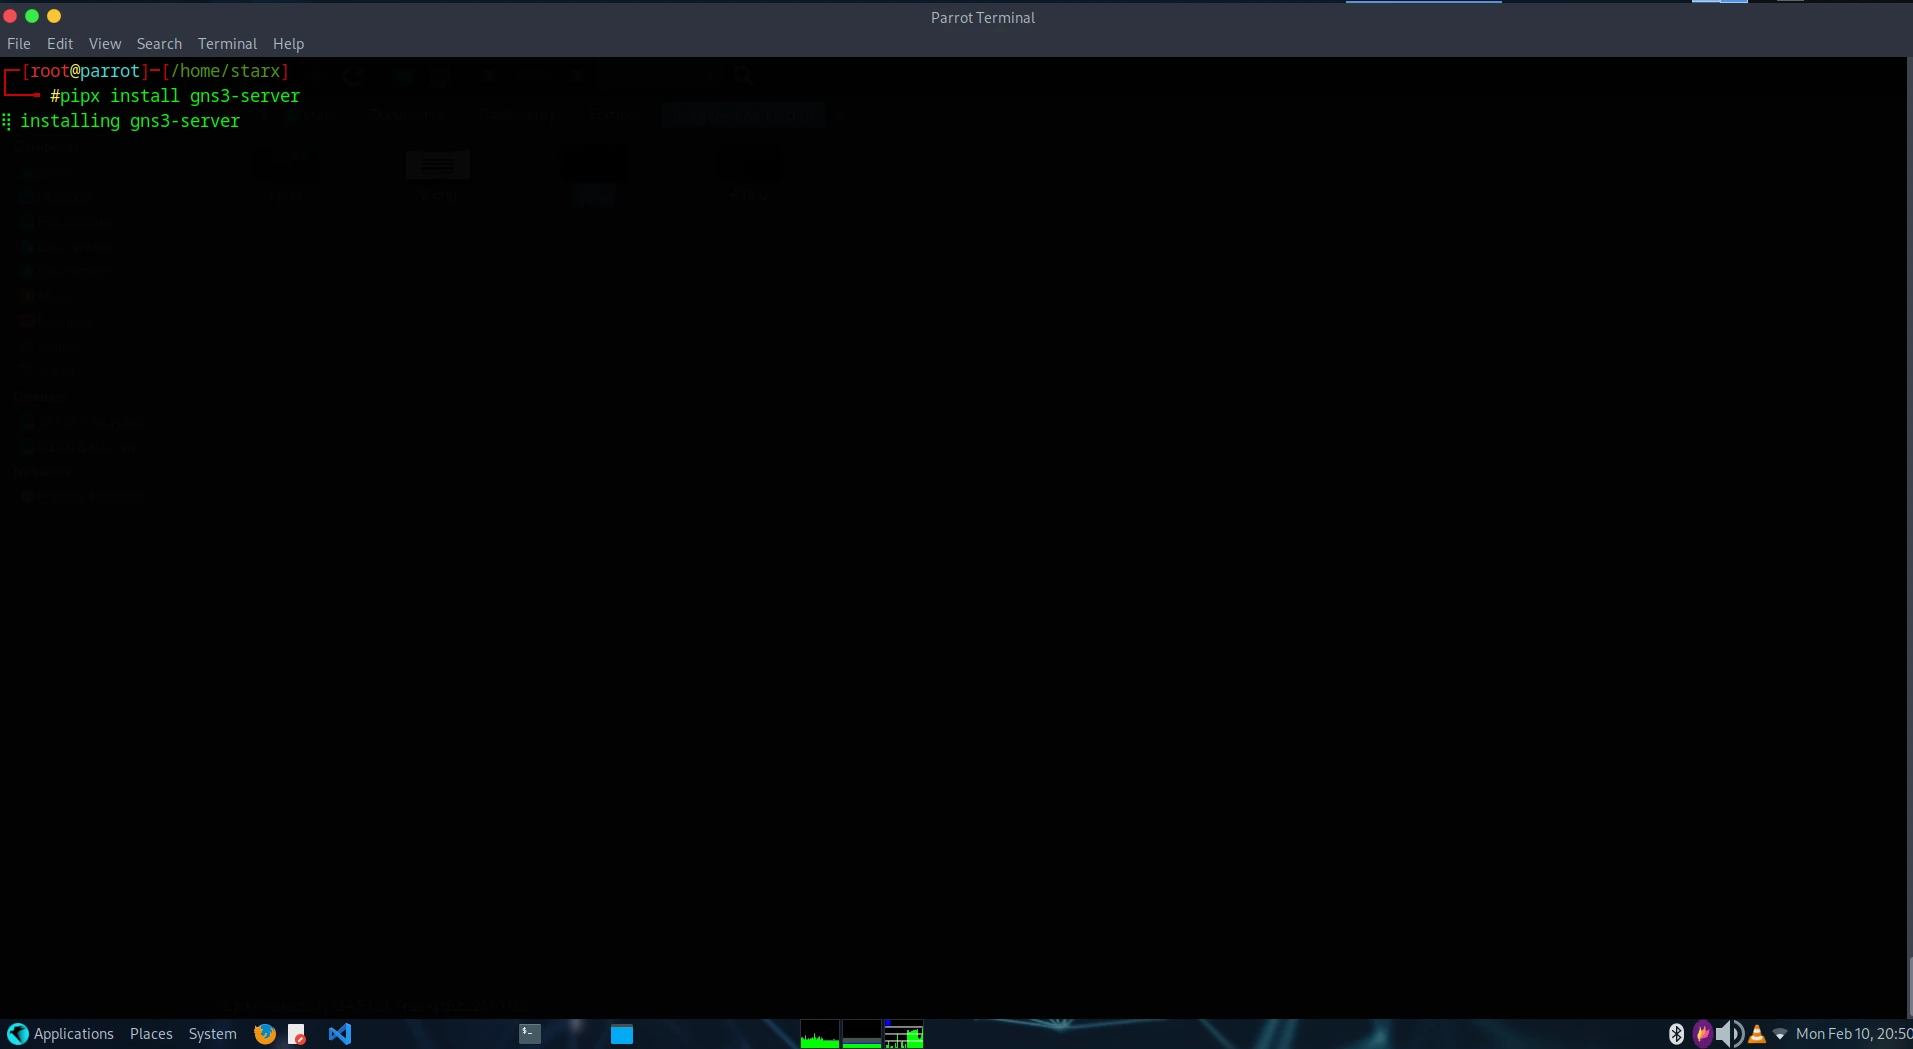 Parrot Terminal
File Edit View Search Terminal Help
[root@parrot]─[/home/starx]
#pipx install gns3-server
⢿ installing gns3-server
Applications Places System
Mon Feb 10, 20:50